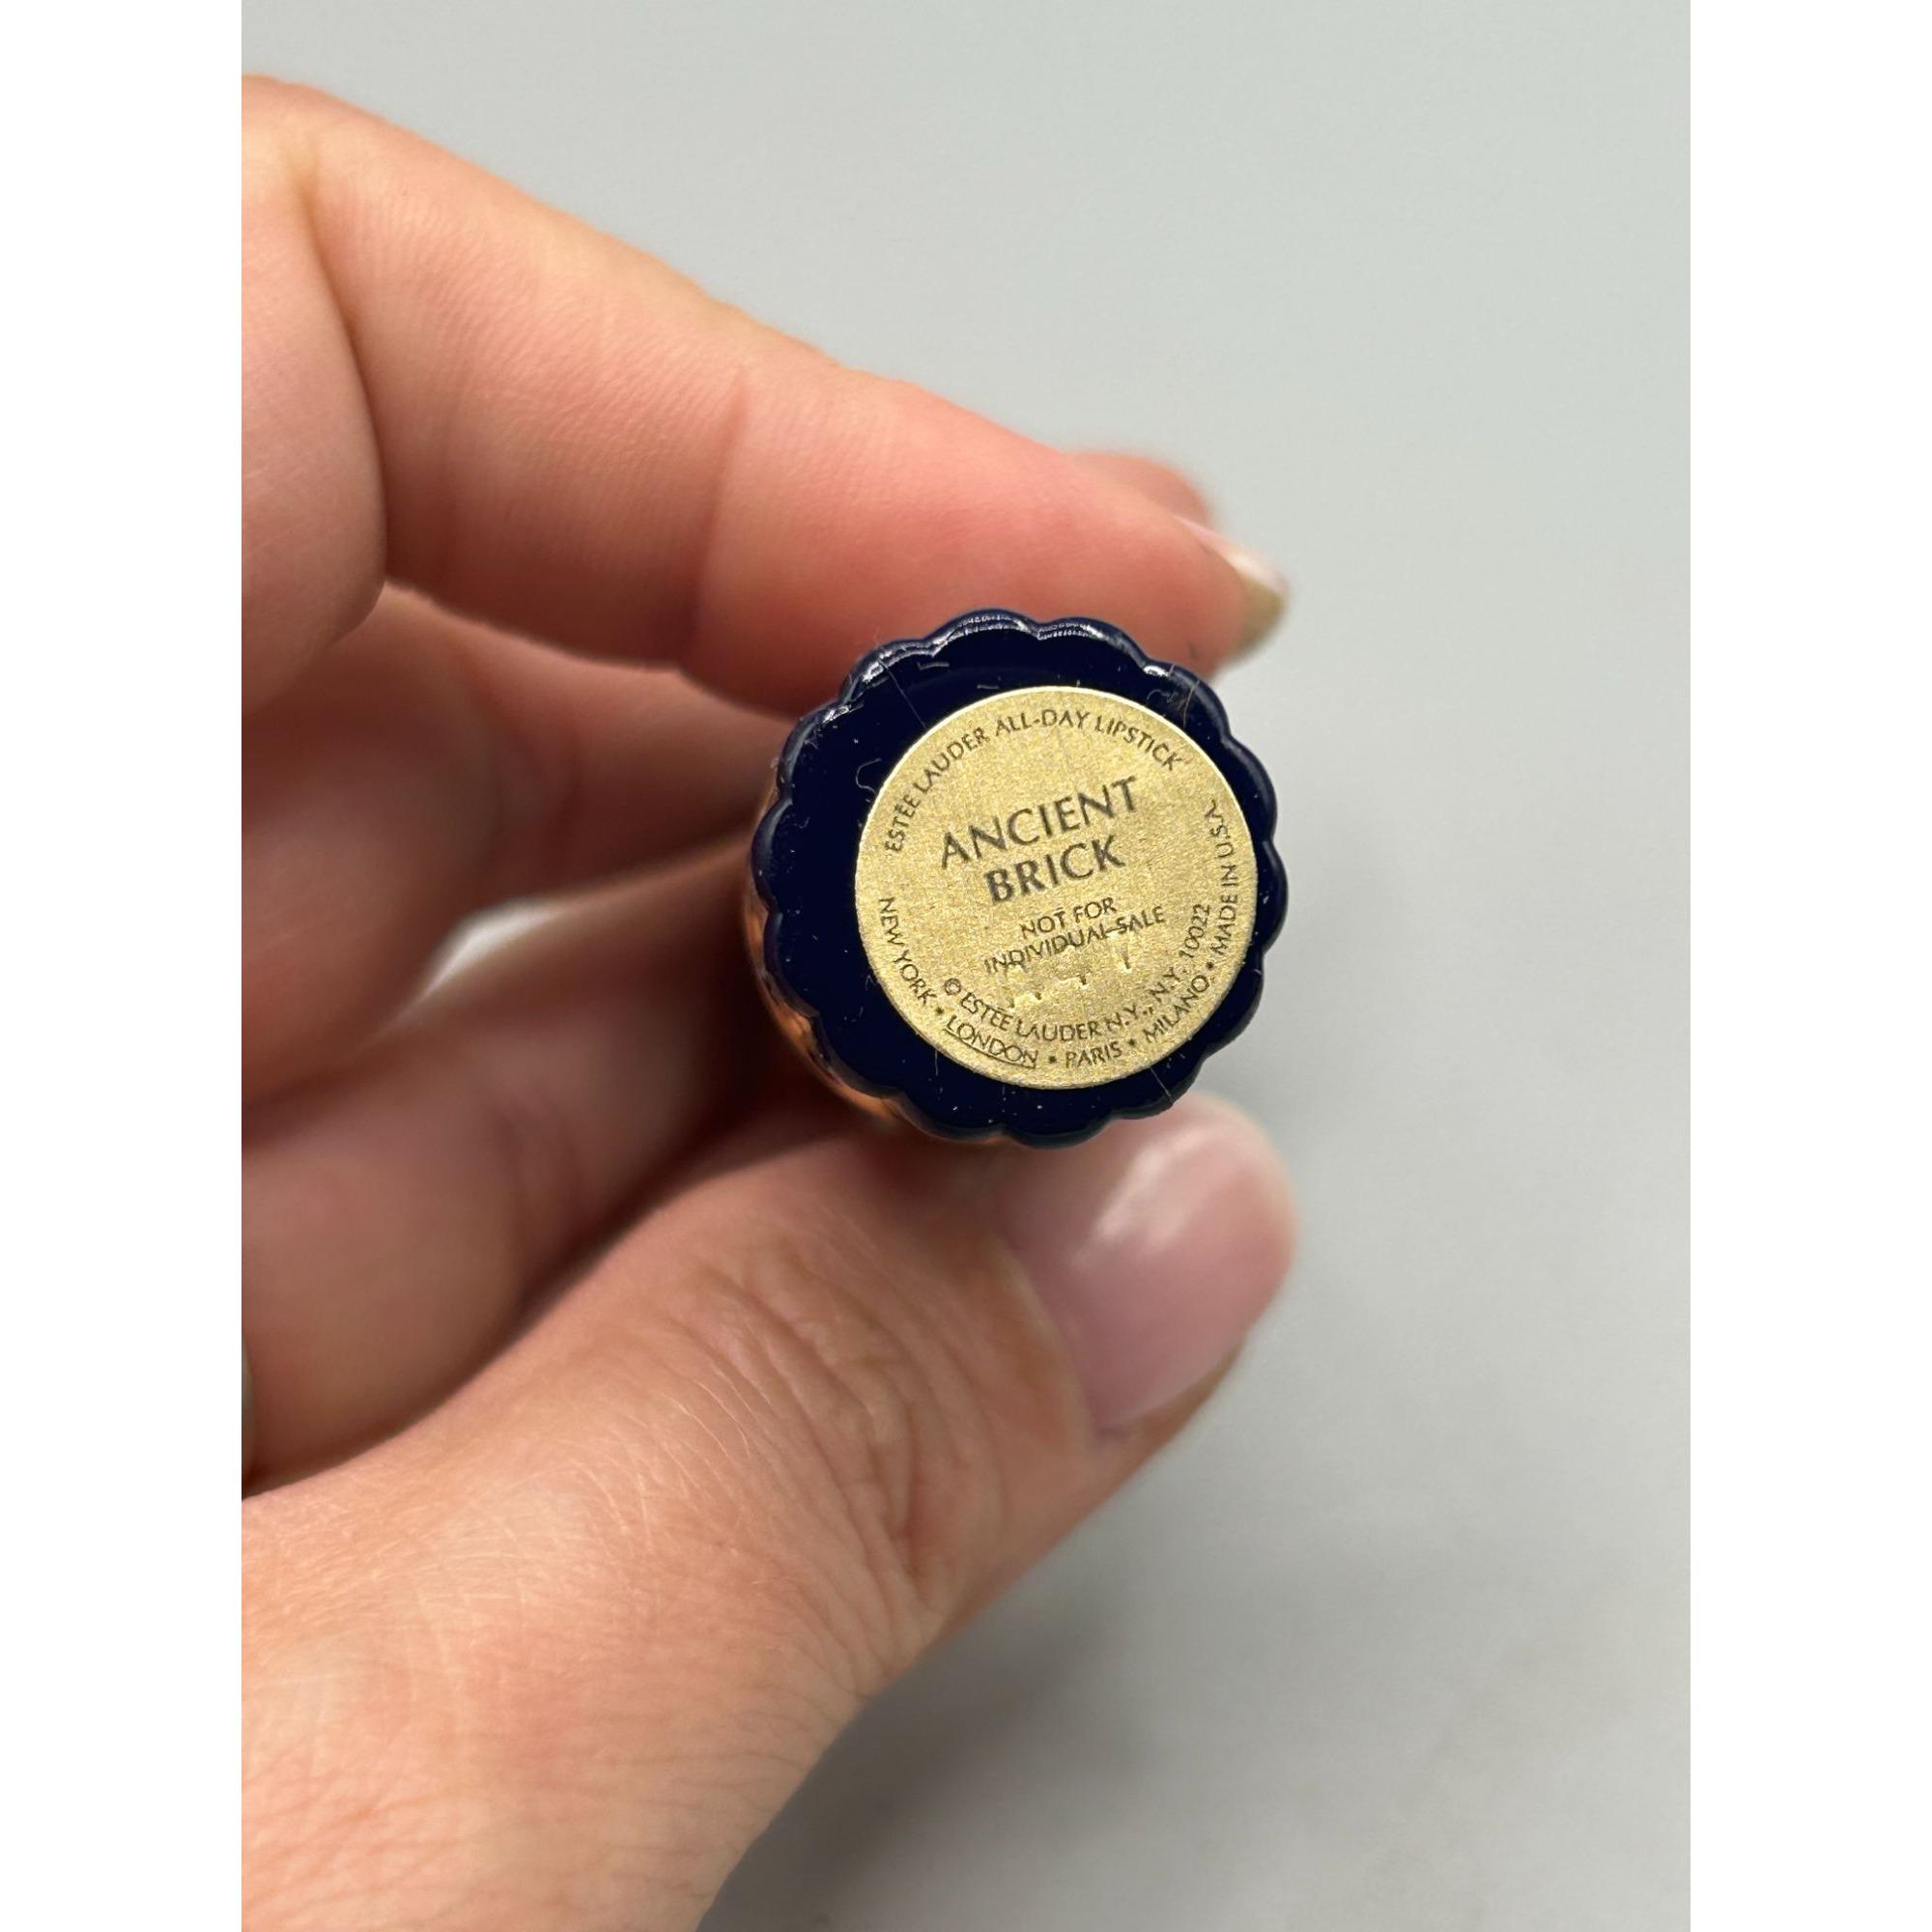 ESTĒE LAUDER ALL-DAY LIPSTICK
ANCIENT
BRICK
NOT FOR
INDIVIDUAL SALE
© ESTĒE LAUDER N.Y., N.Y. 10022
NEW YORK • LONDON • PARIS • MILANO • MADE IN U.S.A.